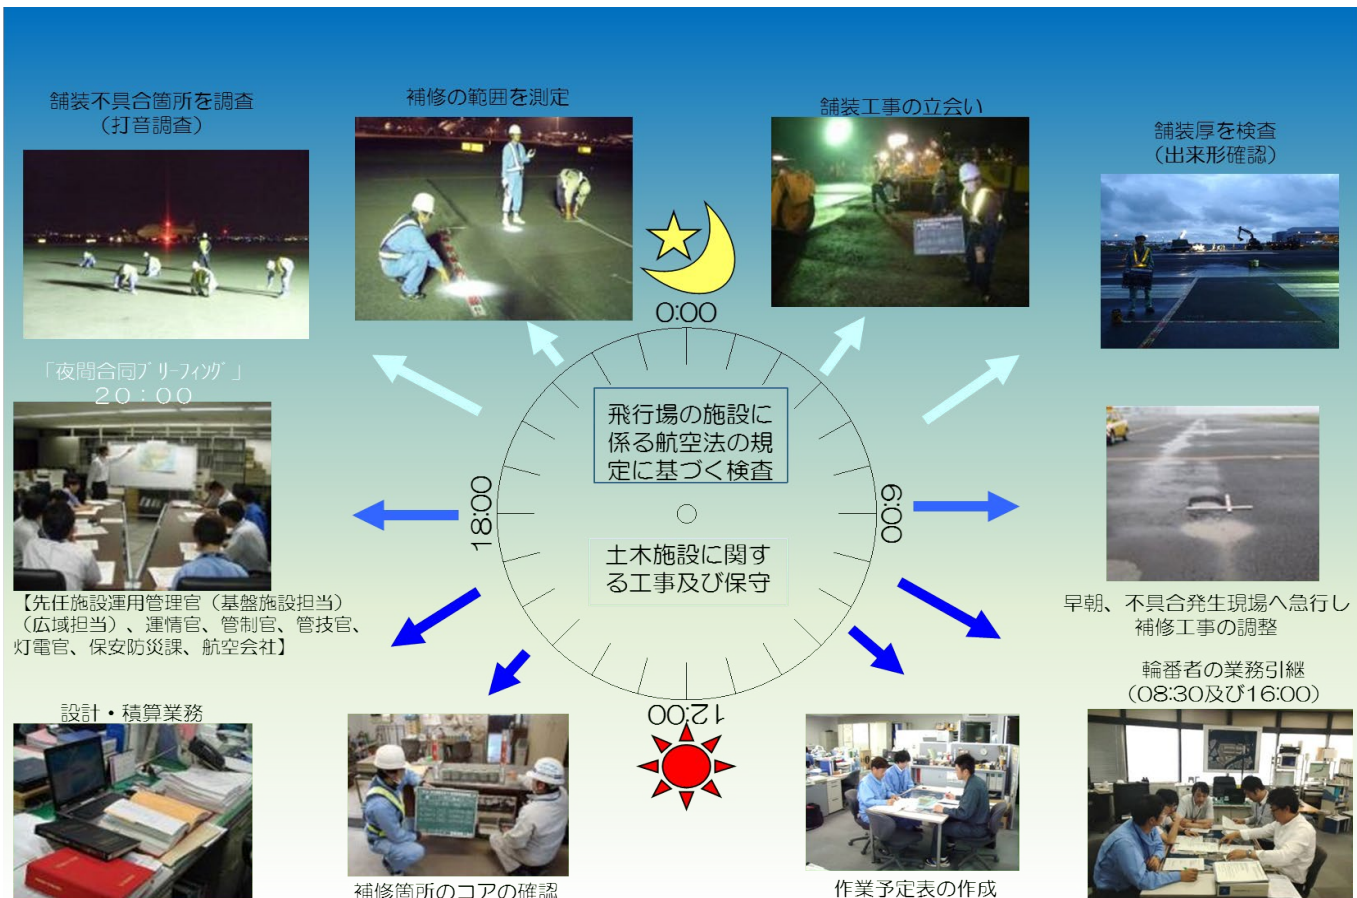 舗装不具合箇所を調査
（打音調査）
補修の範囲を測定
舗装工事の立会い
舗装厚を検査
（出来形確認）
0:00
「夜間合同ﾌﾞﾘｰﾌｨﾝｸﾞ」
２０：００
飛行場の施設に
係る航空法の規
定に基づく検査
18:00
6:00
土木施設に関す
る工事及び保守
【先任施設運用管理官（基盤施設担当）
（広域担当）、運情官、管制官、管技官、
灯電官、保安防災課、航空会社】
早朝、不具合発生現場へ急行し
補修工事の調整
輪番者の業務引継
（08:30及び16:00）
設計・積算業務
12:00
補修箇所のコアの確認
作業予定表の作成